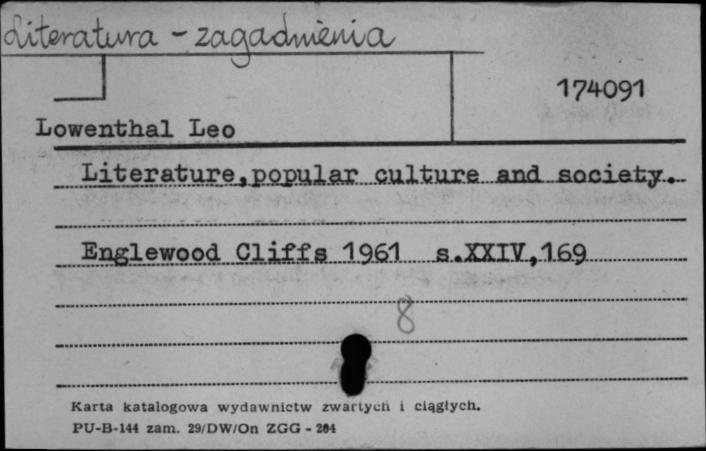 Literatura - zagadnienia
174091
Lowenthal Leo
Literature,popular culture and society.
Englewood Cliffs 1961 s.XXIV,169
8
Karta katalogowa wydawnictw zwartych i ciągłych.
PU-B-144 zam. 29/DW/On ZGG - 264